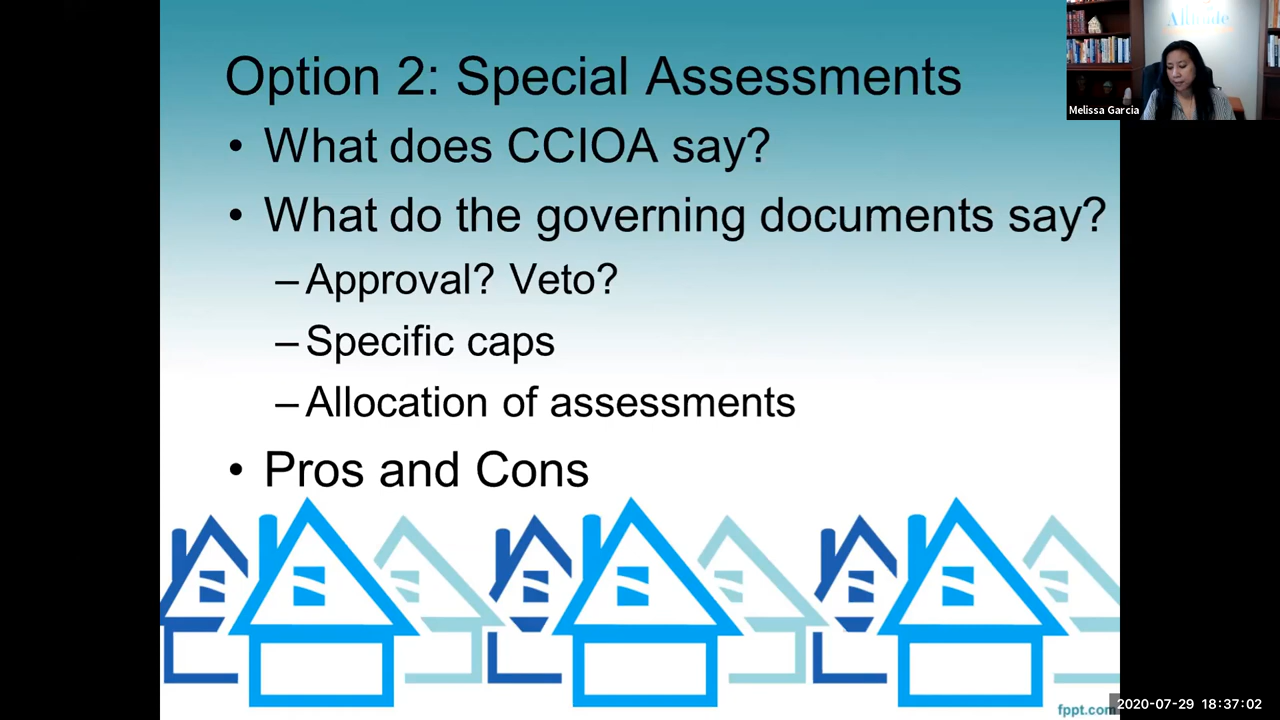 Option 2: Special Assessments
• What does CCIOA say?
• What do the governing documents say?
– Approval? Veto?
– Specific caps
– Allocation of assessments
• Pros and Cons
Altitude
Melissa Garcia
fppt.com
2020-07-29 18:37:02